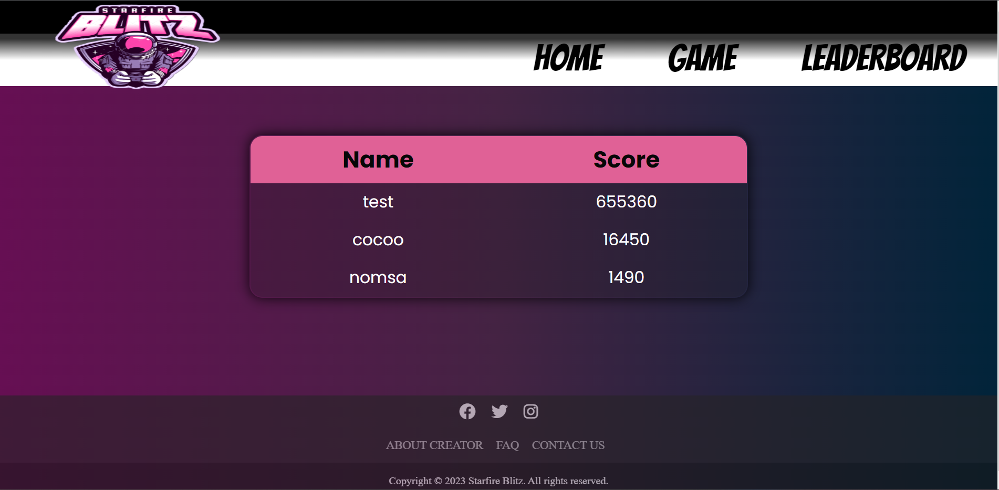 STARFIRE
BLITZ
HOME GAME LEADERBOARD
Name Score
test 655360
cocoo 16450
nomsa 1490
ABOUT CREATOR FAQ CONTACT US
Copyright © 2023 Starfire Blitz. All rights reserved.